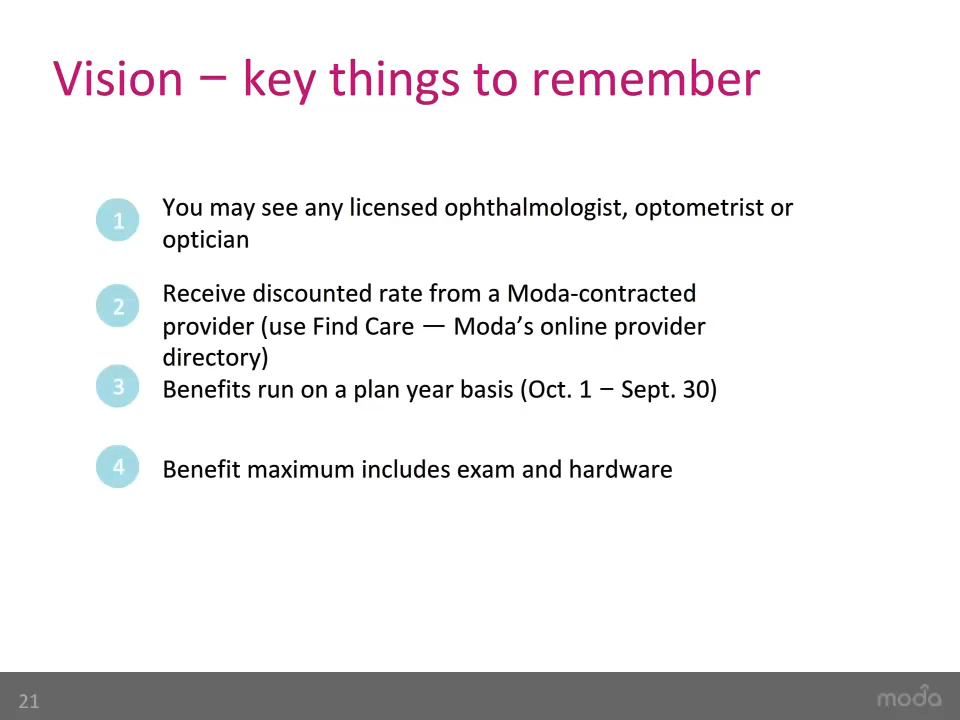 Vision – key things to remember
1
You may see any licensed ophthalmologist, optometrist or
optician
2
Receive discounted rate from a Moda-contracted
provider (use Find Care — Moda’s online provider
directory)
3
Benefits run on a plan year basis (Oct. 1 – Sept. 30)
4
Benefit maximum includes exam and hardware
21
moda